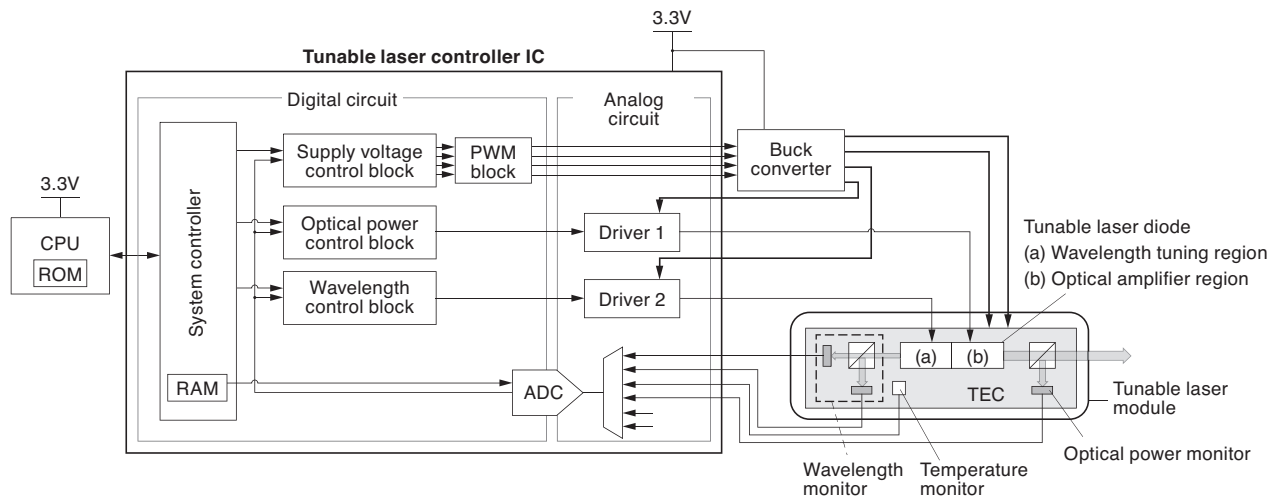 3.3V
Tunable laser controller IC
Digital circuit
Analog
circuit
Supply voltage
control block
PWM
block
Buck
converter
3.3V
CPU
ROM
System controller
Optical power
control block
Driver 1
Tunable laser diode
(a) Wavelength tuning region
(b) Optical amplifier region
Wavelength
control block
Driver 2
(a)
(b)
TEC
RAM
ADC
Tunable laser
module
Optical power monitor
Wavelength
monitor
Temperature
monitor